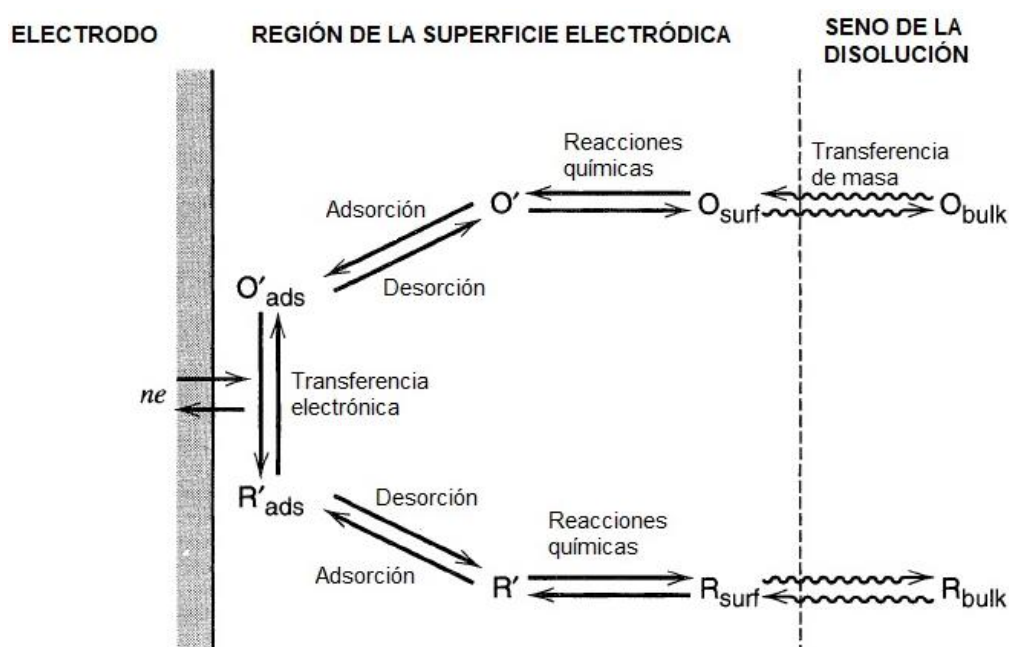 ELECTRODO
REGIÓN DE LA SUPERFICIE ELECTRÓDICA
SENO DE LA
DISOLUCIÓN
Reacciones
químicas
Transferencia
de masa
Adsorción
O'
O surf
O bulk
Desorción
O' ads
ne
Transferencia
electrónica
R' ads
Desorción
Reacciones
químicas
Adsorción
R'
R surf
R bulk